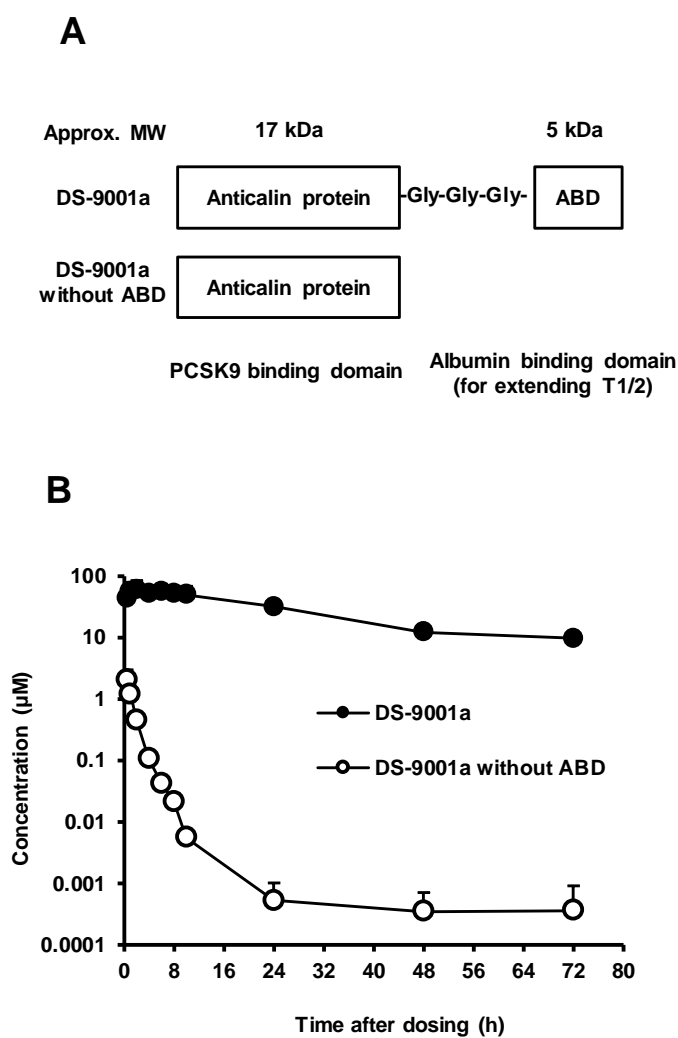 A
Approx. MW 17 kDa 5 kDa
DS-9001a Anticalin protein -Gly-Gly-Gly- ABD
DS-9001a
without ABD
Anticalin protein
PCSK9 binding domain
Albumin binding domain
(for extending T1/2)
B
100
10
1
0.1
0.01
0.001
0.0001
Concentration (µM)
DS-9001a
DS-9001a without ABD
0 8 16 24 32 40 48 56 64 72 80
Time after dosing (h)